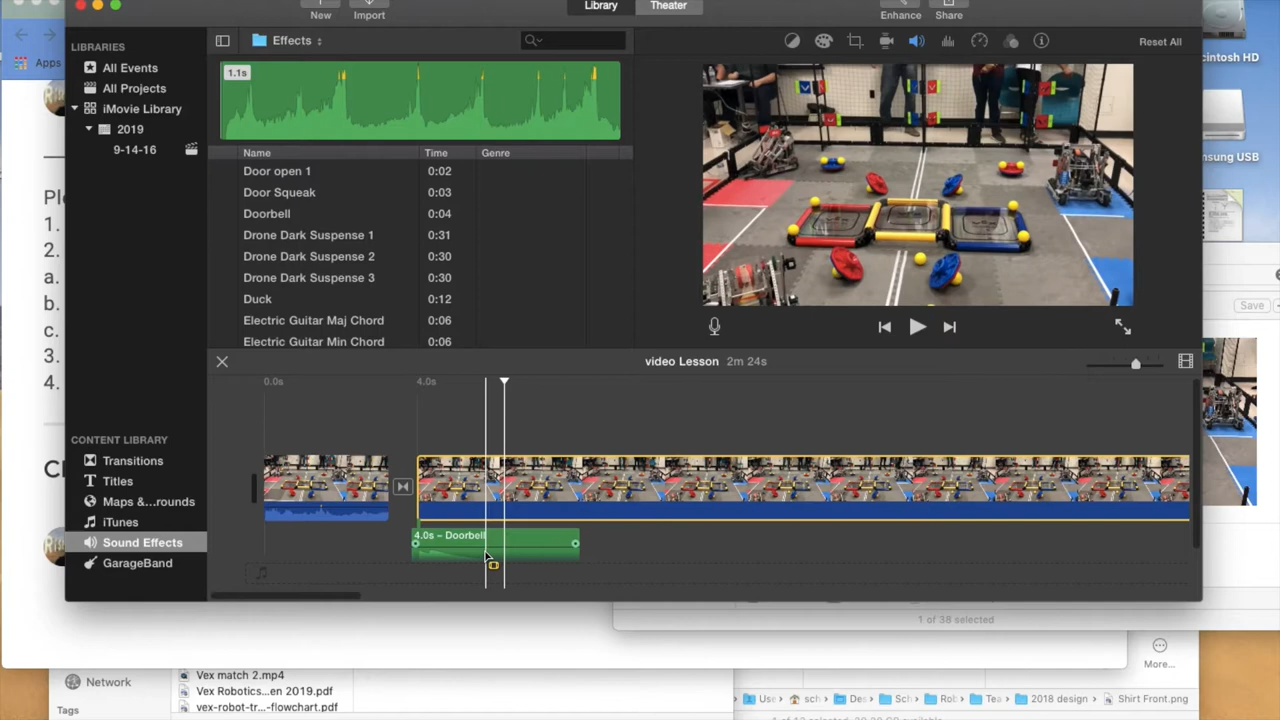 New
Import
Library
Theater
Enhance
Share
LIBRARIES
All Events
All Projects
iMovie Library
2019
9-14-16
Effects
Reset All
1.1s
Name Time Genre
Door open 1 0:02
Door Squeak 0:03
Doorbell 0:04
Drone Dark Suspense 1 0:31
Drone Dark Suspense 2 0:30
Drone Dark Suspense 3 0:30
Duck 0:12
Electric Guitar Maj Chord 0:06
Electric Guitar Min Chord 0:06
video Lesson 2m 24s
0.0s 4.0s
4.0s – Doorbell
CONTENT LIBRARY
Transitions
Titles
Maps &...rounds
iTunes
Sound Effects
GarageBand
Apps
1.
2.
a.
b.
c.
3.
4.
Save
1 of 38 selected
More...
Network
Tags
Vex match 2.mp4
Vex Robotics...en 2019.pdf
vex-robot-tr...-flowchart.pdf
2018 design
Shirt Front.png